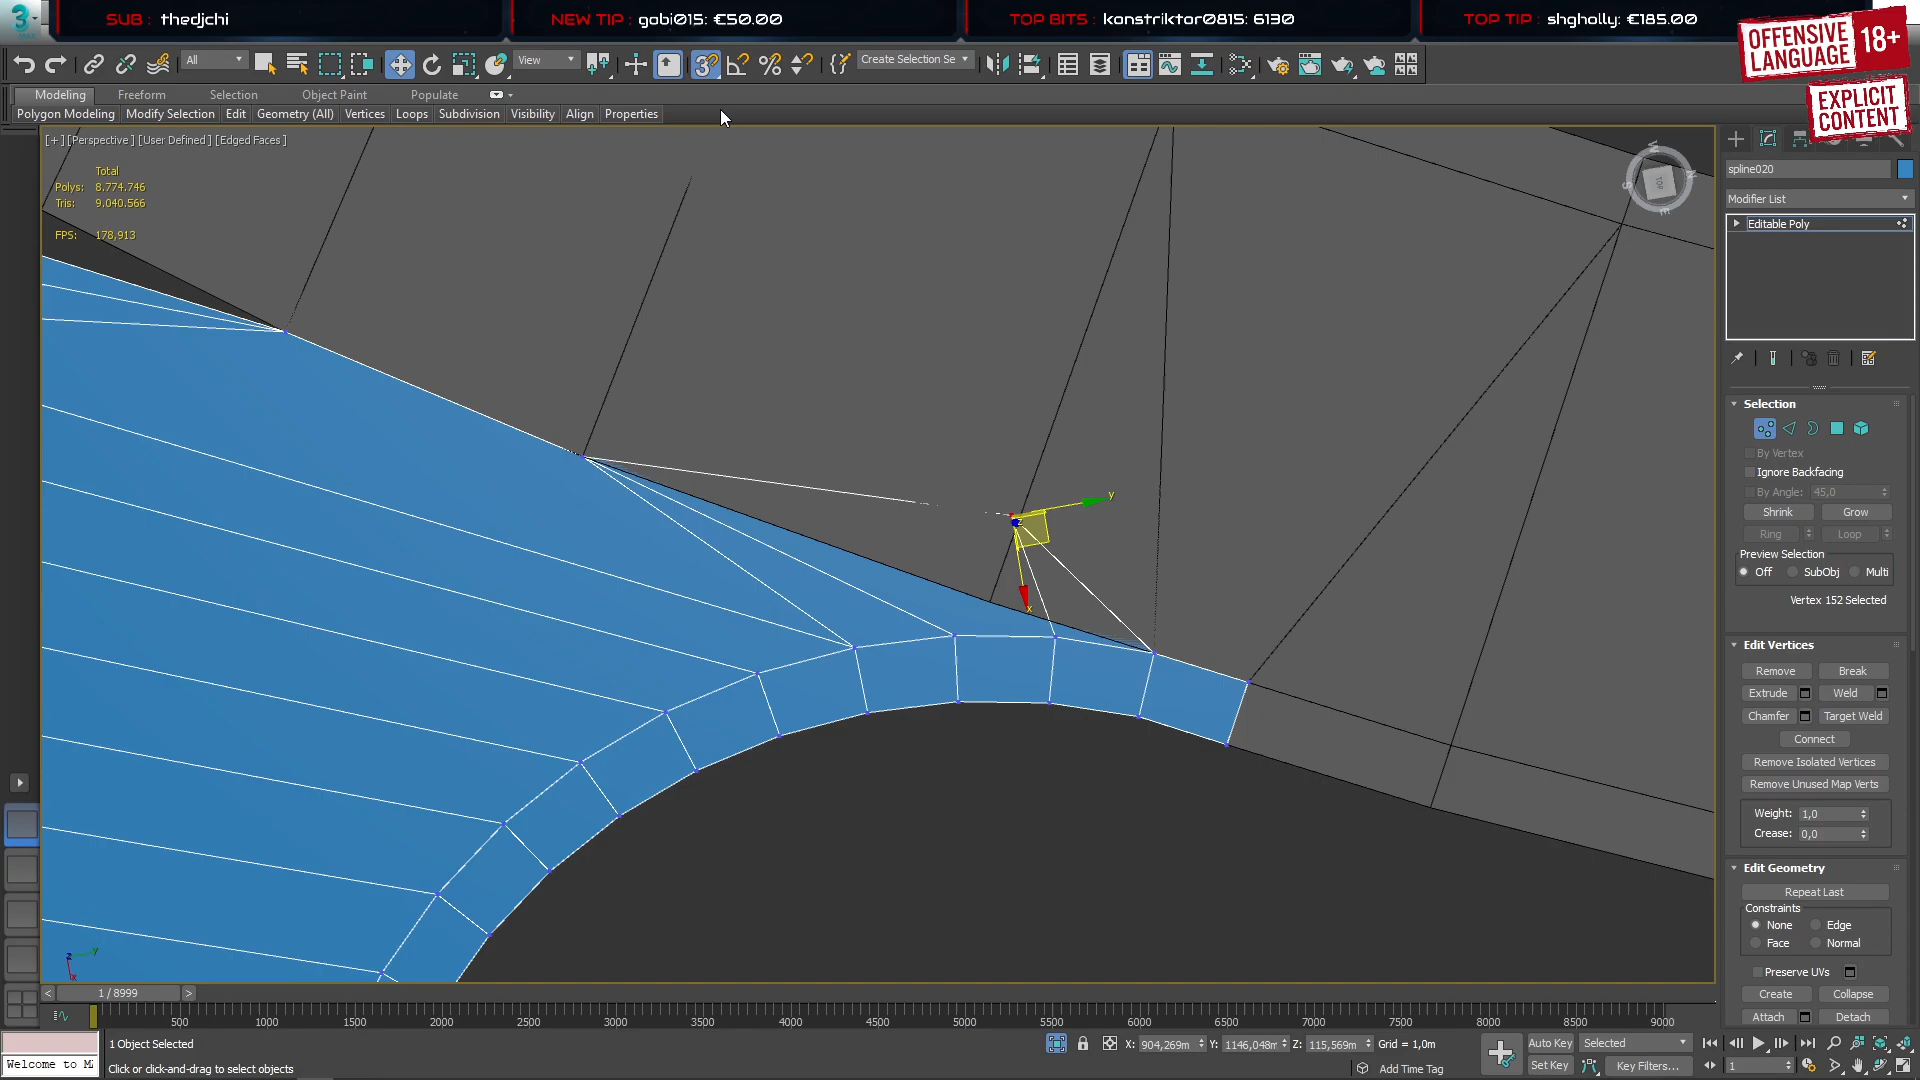 SUB : thedjchi
NEW TIP : gobi015: €50.00
TOP BITS : konstriktor0815: 6130
TOP TIP : shgholly: €185.00
OFFENSIVE LANGUAGE 18+
EXPLICIT CONTENT
All
View
Create Selection Se
Modeling
Freeform
Selection
Object Paint
Populate
Polygon Modeling
Modify Selection
Edit
Geometry (All)
Vertices
Loops
Subdivision
Visibility
Align
Properties
[+] [Perspective ] [User Defined ] [Edged Faces ]
Total
Polys: 8.774.746
Tris: 9.040.566
FPS: 178,913
TOP
spline020
Modifier List
Editable Poly
Selection
By Vertex
Ignore Backfacing
By Angle: 45,0
Shrink
Grow
Ring
Loop
Preview Selection
Off
SubObj
Multi
Vertex 152 Selected
Edit Vertices
Remove
Break
Extrude
Weld
Chamfer
Target Weld
Connect
Remove Isolated Vertices
Remove Unused Map Verts
Weight: 1,0
Crease: 0,0
Edit Geometry
Repeat Last
Constraints
None
Edge
Face
Normal
Preserve UVs
Create
Collapse
Attach
Detach
y
x
z
1 / 8999
500 1000 1500 2000 2500 3000 3500 4000 4500 5000 5500 6000 6500 7000 7500 8000 8500 9000
1 Object Selected
X: 904,269m
Y: 1146,048m
Z: 115,569m
Grid = 1,0m
Auto Key
Selected
Welcome to M
Click or click-and-drag to select objects
Add Time Tag
Set Key
Key Filters...
1